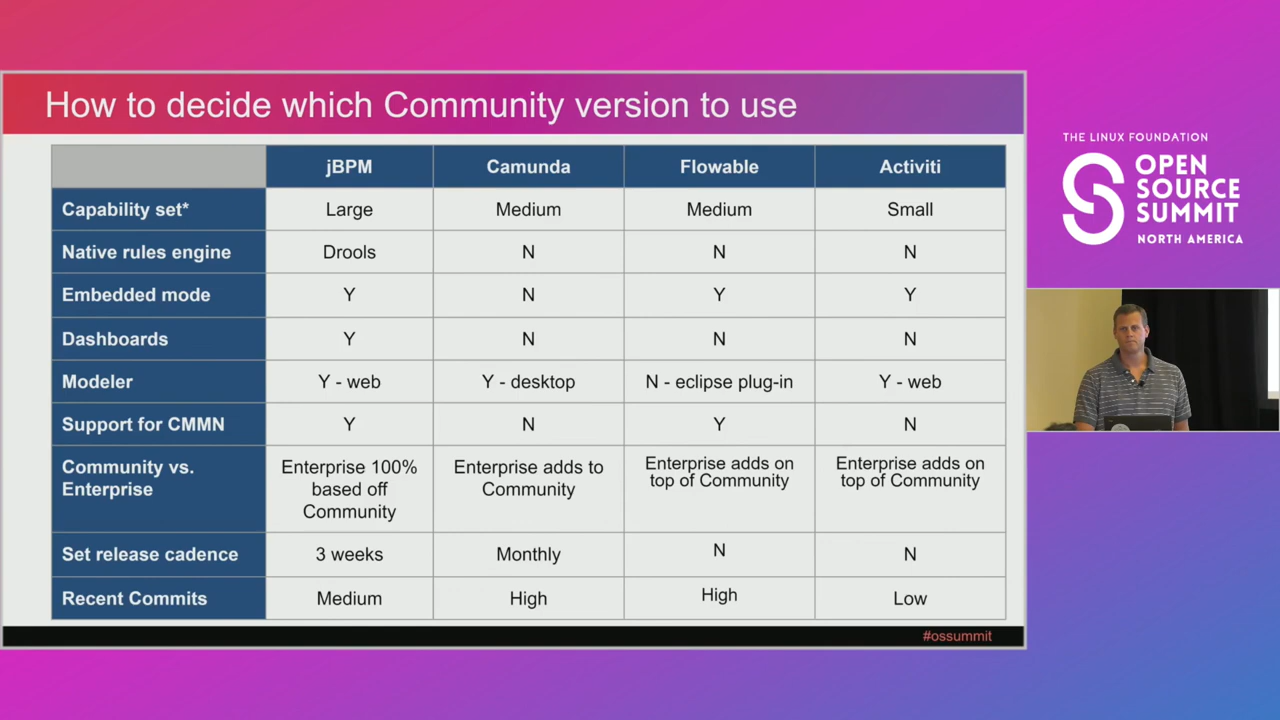 How to decide which Community version to use
jBPM Camunda Flowable Activiti
Capability set* Large Medium Medium Small
Native rules engine Drools N N N
Embedded mode Y N Y Y
Dashboards Y N N N
Modeler Y - web Y - desktop N - eclipse plug-in Y - web
Support for CMMN Y N Y N
Community vs.
Enterprise
Enterprise 100%
based off
Community
Enterprise adds to
Community
Enterprise adds on
top of Community
Enterprise adds on
top of Community
Set release cadence 3 weeks Monthly N N
Recent Commits Medium High High Low
#ossummit
THE LINUX FOUNDATION
OPEN
SOURCE
SUMMIT
NORTH AMERICA